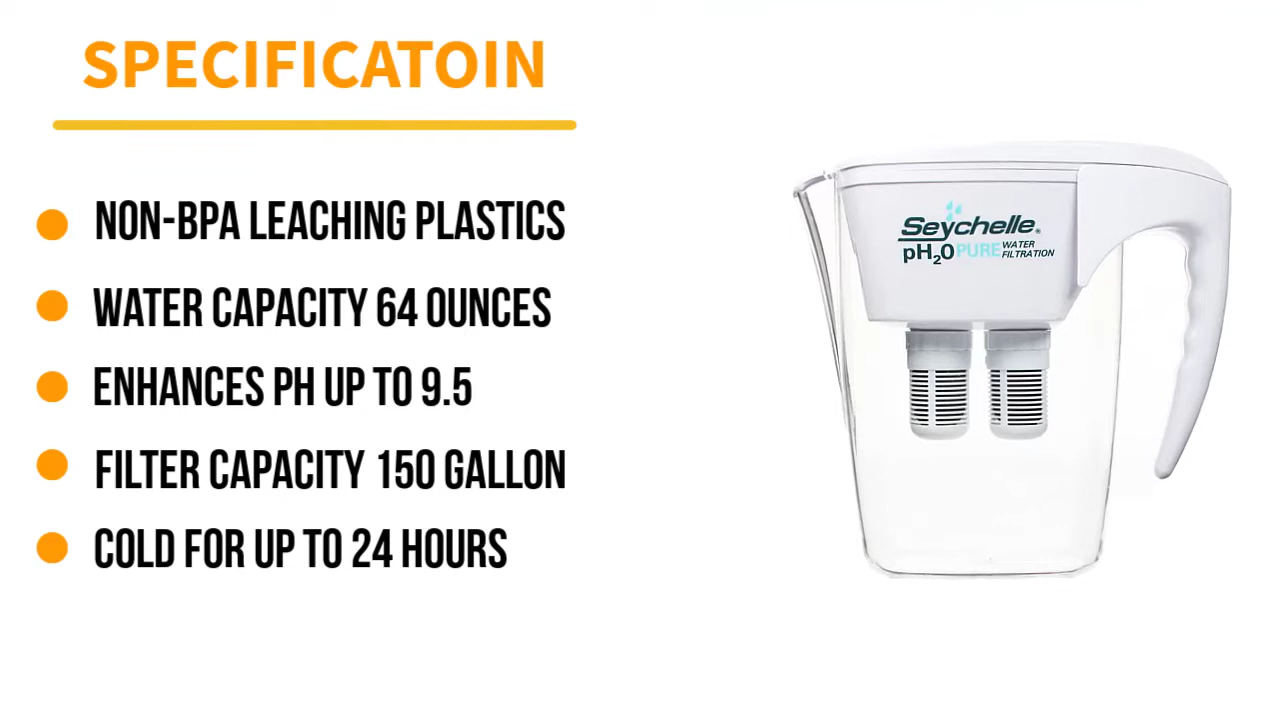 SPECIFICATOIN
NON-BPA LEACHING PLASTICS
WATER CAPACITY 64 OUNCES
ENHANCES PH UP TO 9.5
FILTER CAPACITY 150 GALLON
COLD FOR UP TO 24 HOURS
Seychelle®
pH₂O PURE WATER
FILTRATION